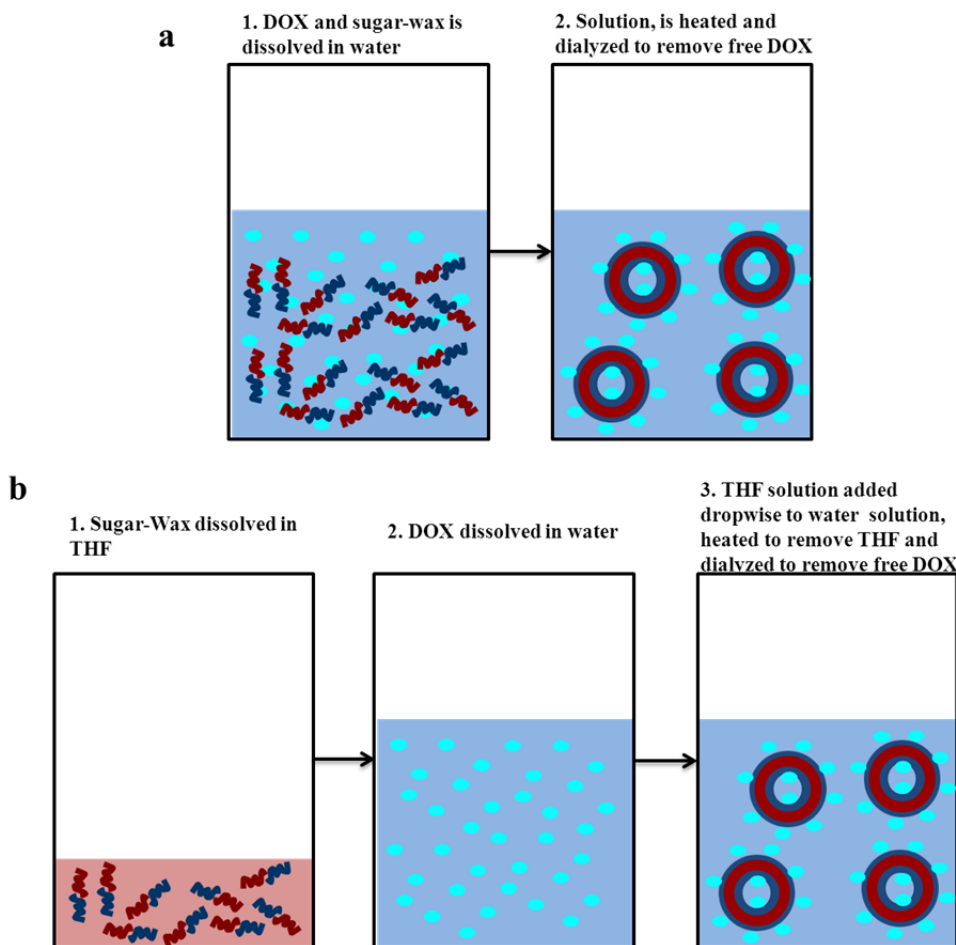 a
1. DOX and sugar-wax is
dissolved in water
2. Solution, is heated and
dialyzed to remove free DOX
b
1. Sugar-Wax dissolved in
THF
2. DOX dissolved in water
3. THF solution added
dropwise to water solution,
heated to remove THF and
dialyzed to remove free DOX